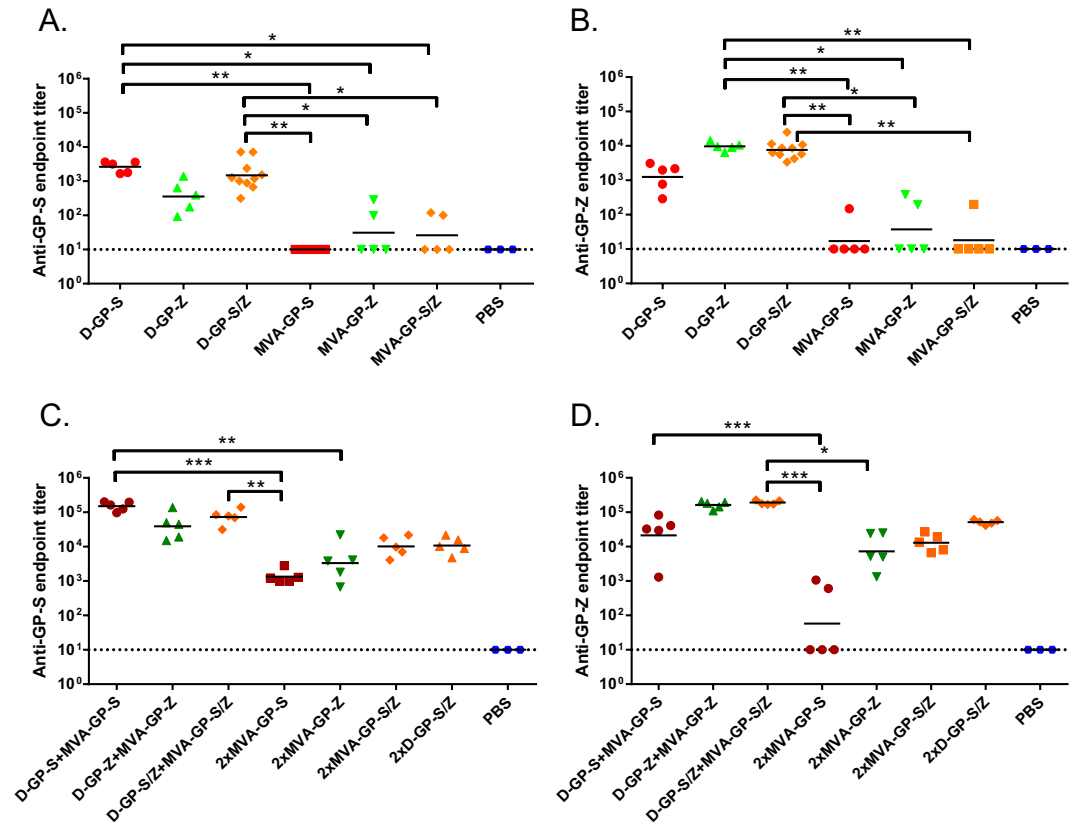 A.
*
*
**
*
*
**
Anti-GP-S endpoint titer
10^6
10^5
10^4
10^3
10^2
10^1
10^0
D-GP-S
D-GP-Z
D-GP-S/Z
MVA-GP-S
MVA-GP-Z
MVA-GP-S/Z
PBS
B.
**
*
**
*
**
**
Anti-GP-Z endpoint titer
10^6
10^5
10^4
10^3
10^2
10^1
10^0
D-GP-S
D-GP-Z
D-GP-S/Z
MVA-GP-S
MVA-GP-Z
MVA-GP-S/Z
PBS
C.
**
***
**
Anti-GP-S endpoint titer
10^6
10^5
10^4
10^3
10^2
10^1
10^0
D-GP-S+MVA-GP-S
D-GP-Z+MVA-GP-Z
D-GP-S/Z+MVA-GP-S/Z
2xMVA-GP-S
2xMVA-GP-Z
2xMVA-GP-S/Z
2xD-GP-S/Z
PBS
D.
***
*
***
Anti-GP-Z endpoint titer
10^6
10^5
10^4
10^3
10^2
10^1
10^0
D-GP-S+MVA-GP-S
D-GP-Z+MVA-GP-Z
D-GP-S/Z+MVA-GP-S/Z
2xMVA-GP-S
2xMVA-GP-Z
2xMVA-GP-S/Z
2xD-GP-S/Z
PBS